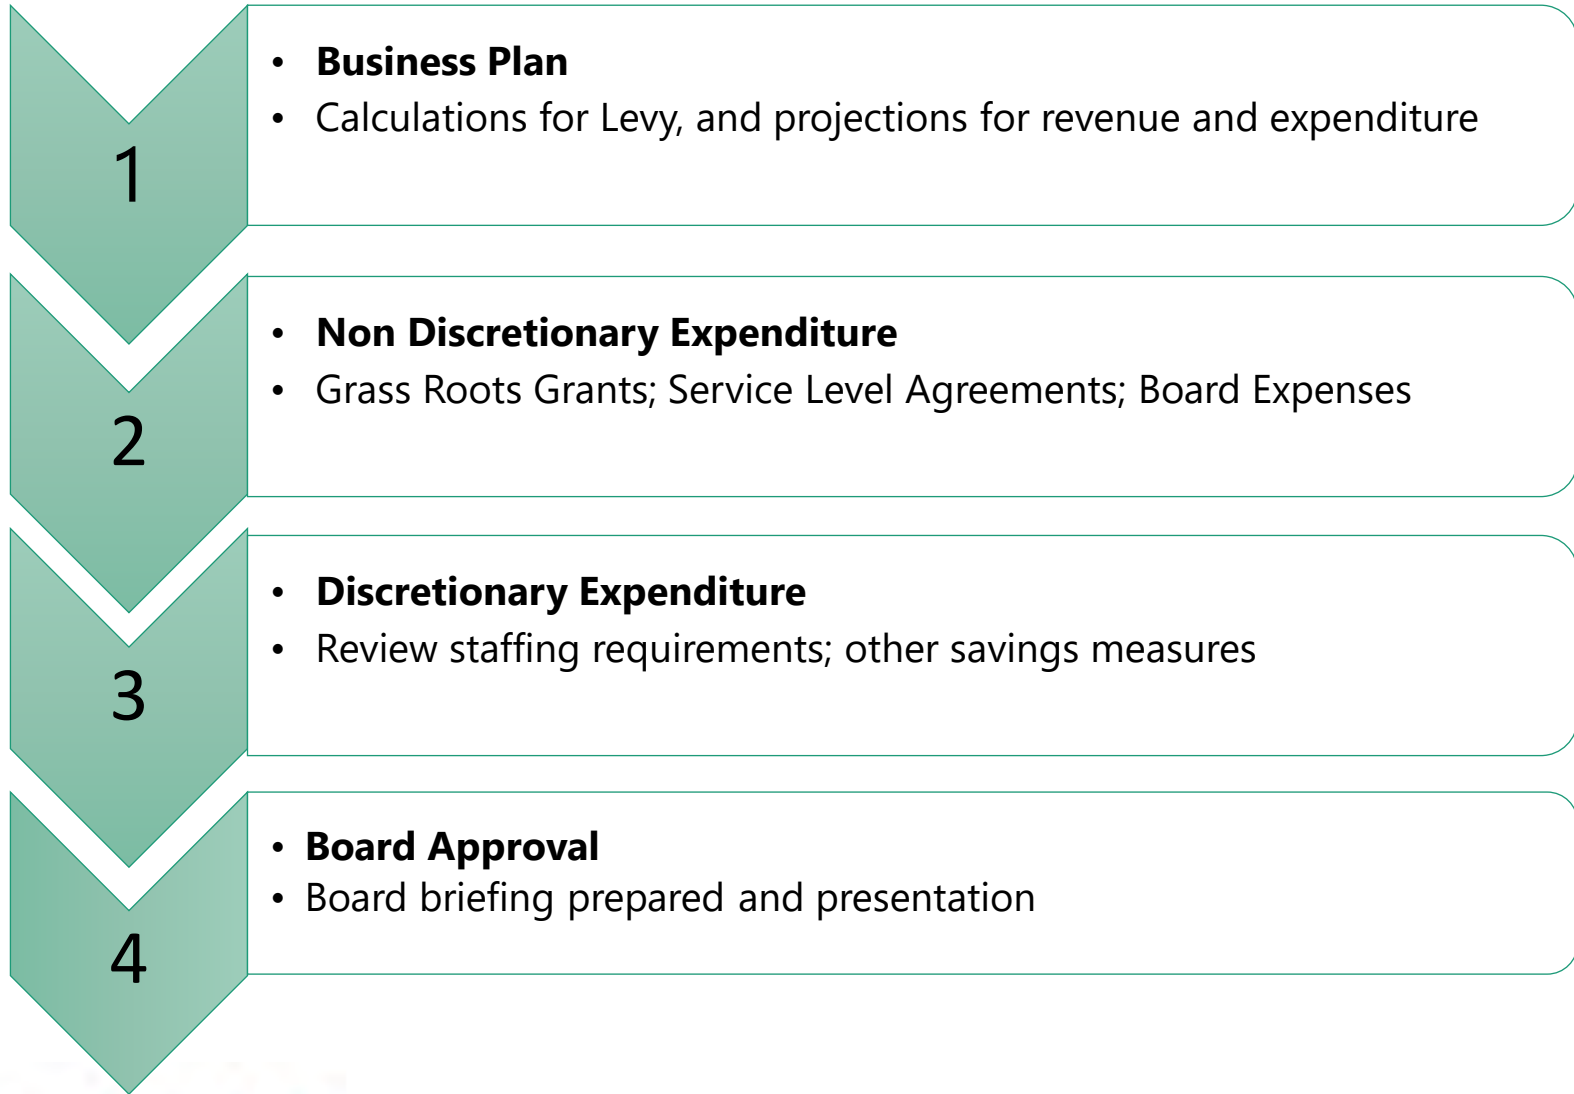 1
• Business Plan
• Calculations for Levy, and projections for revenue and expenditure
2
• Non Discretionary Expenditure
• Grass Roots Grants; Service Level Agreements; Board Expenses
3
• Discretionary Expenditure
• Review staffing requirements; other savings measures
4
• Board Approval
• Board briefing prepared and presentation